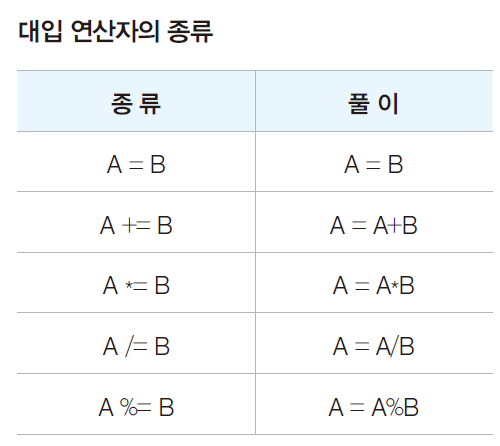 대입 연산자의 종류
종 류 풀 이
A = B A = B
A += B A = A+B
A *= B A = A*B
A /= B A = A/B
A %= B A = A%B